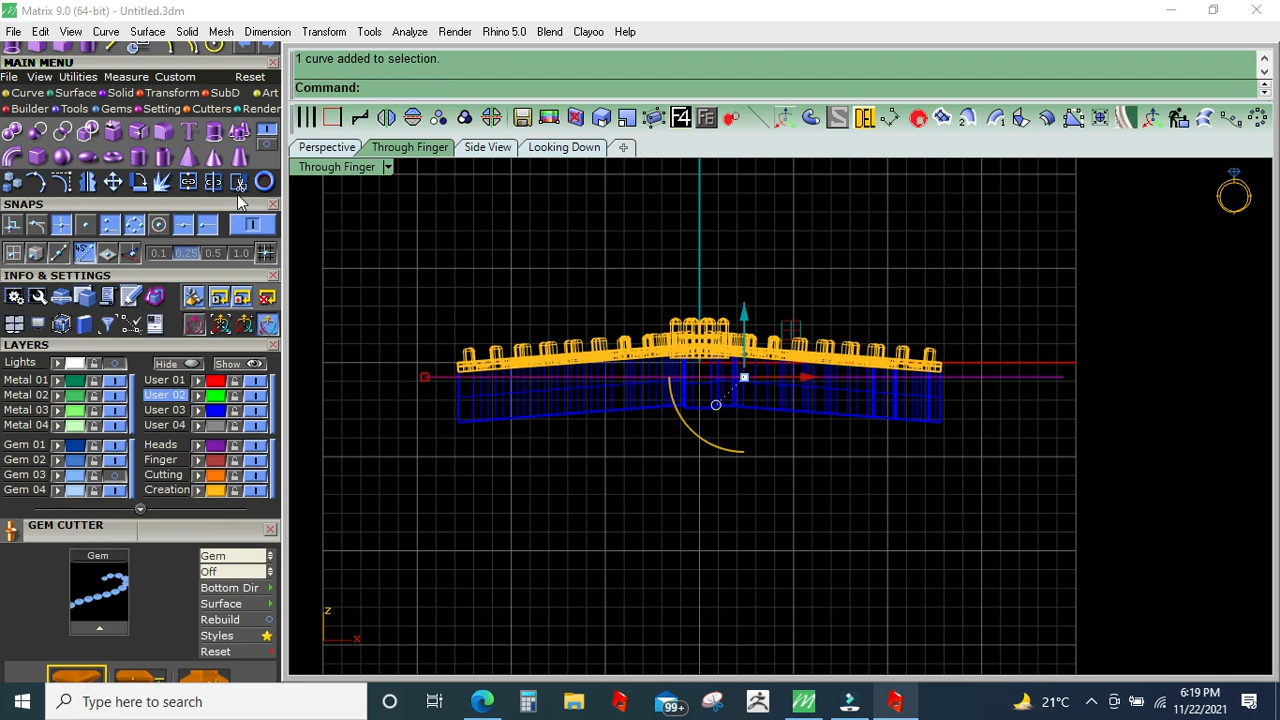 Matrix 9.0 (64-bit) - Untitled.3dm
File Edit View Curve Surface Solid Mesh Dimension Transform Tools Analyze Render Rhino 5.0 Blend Clayoo Help
1 curve added to selection.
Command:
MAIN MENU
File View Utilities Measure Custom Reset
Curve Surface Solid Transform SubD Art
Builder Tools Gems Setting Cutters Render
F4
DEL
Perspective Through Finger Side View Looking Down
Through Finger
SNAPS
45°
0.1 0.25 0.5 1.0
INFO & SETTINGS
LAYERS
Lights Hide Show
Metal 01 User 01
Metal 02 User 02
Metal 03 User 03
Metal 04 User 04
Gem 01 Heads
Gem 02 Finger
Gem 03 Cutting
Gem 04 Creation
GEM CUTTER
Gem Gem
Off
Bottom Dir
Surface
Rebuild
Styles
Reset
z
x
Type here to search
99+
21°C
6:19 PM
11/22/2021